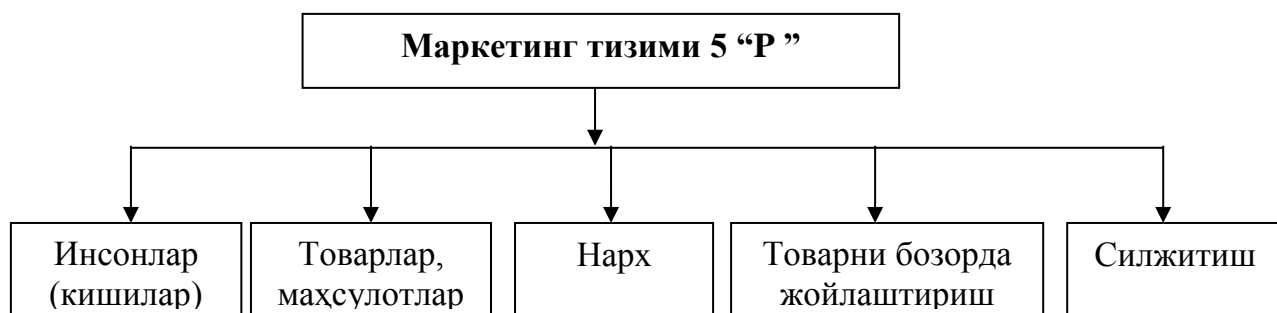 Маркетинг тизими 5 “Р ”
Инсонлар
(кишилар)
Товарлар,
маҳсулотлар
Нарх
Товарни бозорда
жойлаштириш
Силжитиш